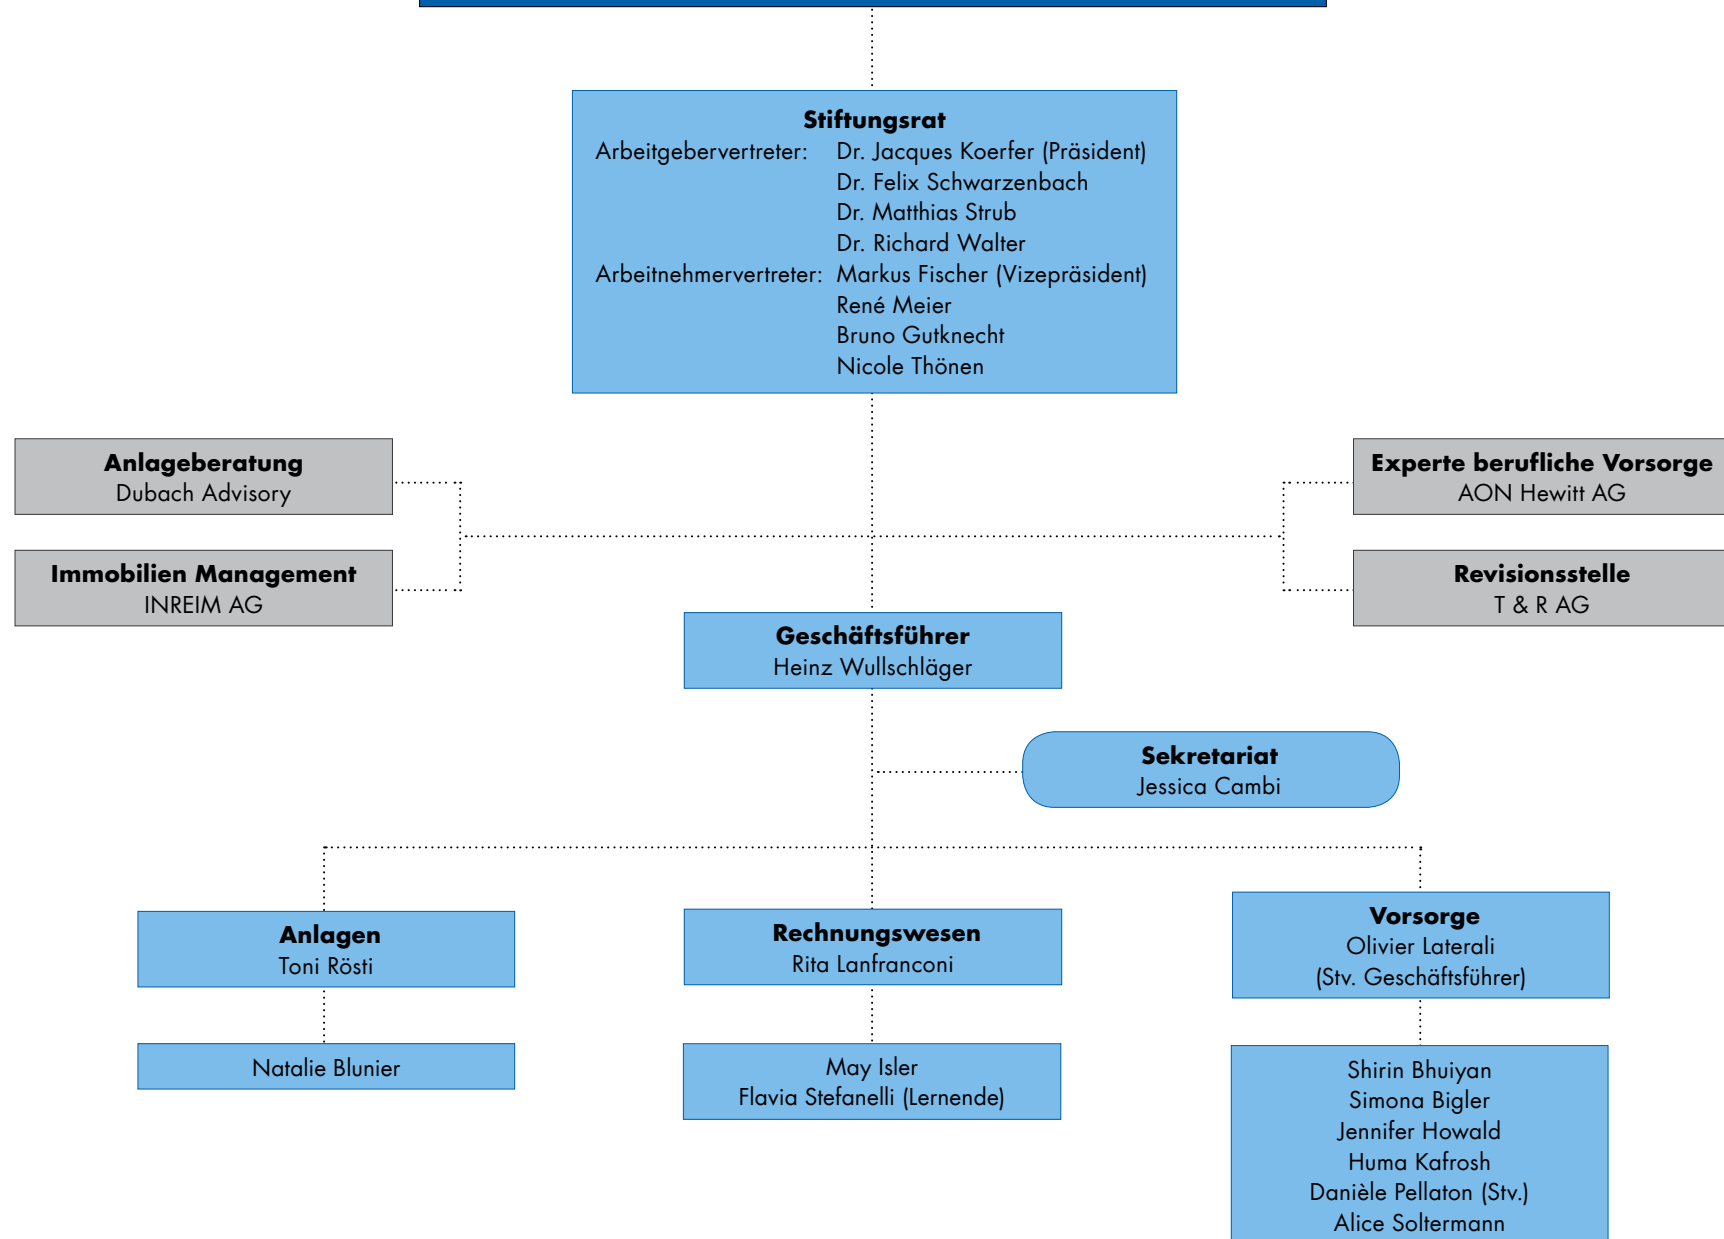 Stiftungsrat
Arbeitgebervertreter: Dr. Jacques Koerfer (Präsident)
Dr. Felix Schwarzenbach
Dr. Matthias Strub
Dr. Richard Walter
Arbeitnehmervertreter: Markus Fischer (Vizepräsident)
René Meier
Bruno Gutknecht
Nicole Thönen
Anlageberatung
Dubach Advisory
Experte berufliche Vorsorge
AON Hewitt AG
Immobilien Management
INREIM AG
Revisionsstelle
T & R AG
Geschäftsführer
Heinz Wullschläger
Sekretariat
Jessica Cambi
Anlagen
Toni Rösti
Natalie Blunier
Rechnungswesen
Rita Lanfranconi
May Isler
Flavia Stefanelli (Lernende)
Vorsorge
Olivier Laterali
(Stv. Geschäftsführer)
Shirin Bhuiyan
Simona Bigler
Jennifer Howald
Huma Kafrosh
Danièle Pellaton (Stv.)
Alice Soltermann